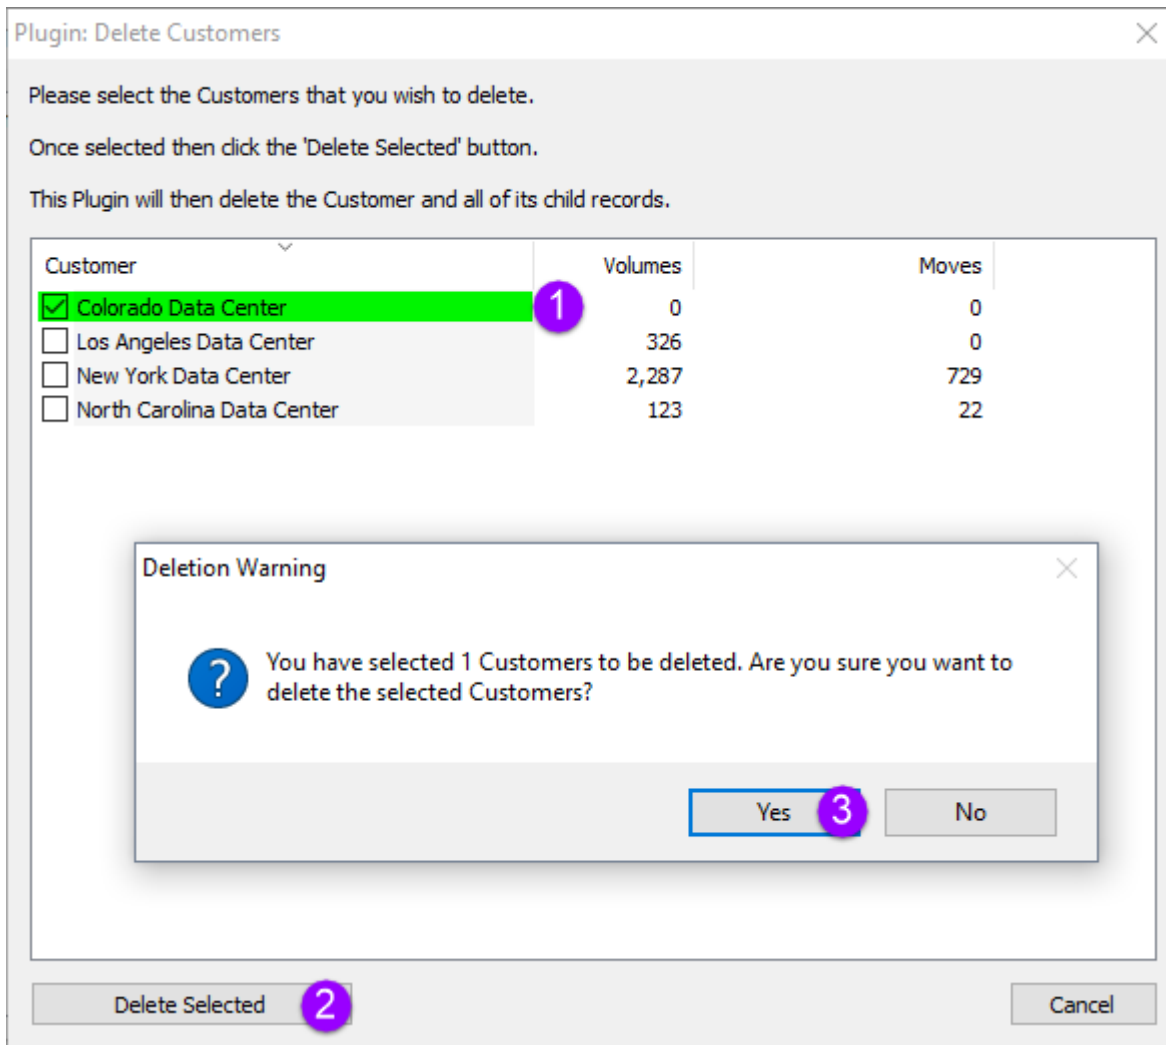 Plugin: Delete Customers
Please select the Customers that you wish to delete.
Once selected then click the 'Delete Selected' button.
This Plugin will then delete the Customer and all of its child records.
Customer Volumes Moves
Colorado Data Center 1 0 0
Los Angeles Data Center 326 0
New York Data Center 2,287 729
North Carolina Data Center 123 22
Deletion Warning
You have selected 1 Customers to be deleted. Are you sure you want to
delete the selected Customers?
Yes 3 No
Delete Selected 2 Cancel